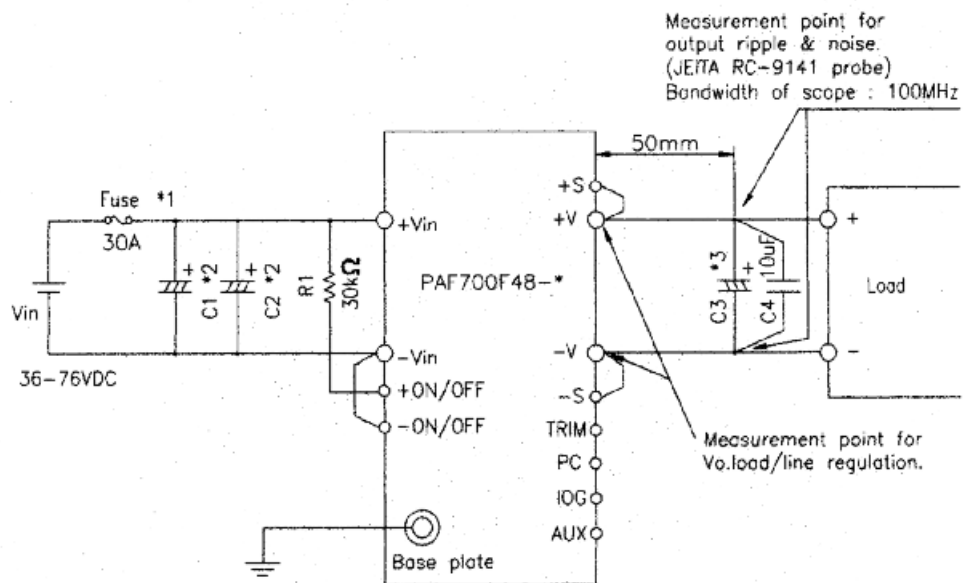 Measurement point for
output ripple & noise.
(JEITA RC-9141 probe)
Bandwidth of scope : 100MHz
50mm
Fuse *1
30A
+S
+V
+Vin
+
C1 *2
+
C2 *2
R1
30kΩ
PAF700F48-*
C3
*3
+
C4
10uF
+
Load
Vin
-Vin
-V
-
36-76VDC
+ON/OFF
-S
-ON/OFF
TRIM
Measurement point for
Vo.load/line regulation.
PC
IOG
AUX
Base plate